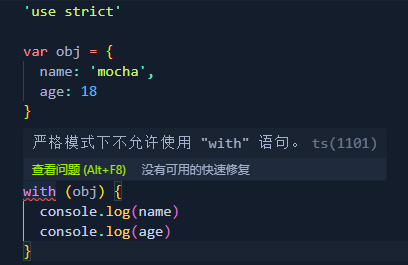 'use strict'
var obj = {
name: 'mocha',
age: 18
}
严格模式下不允许使用 "with" 语句。 ts(1101)
查看问题 (Alt+F8) 没有可用的快速修复
with (obj) {
console.log(name)
console.log(age)
}